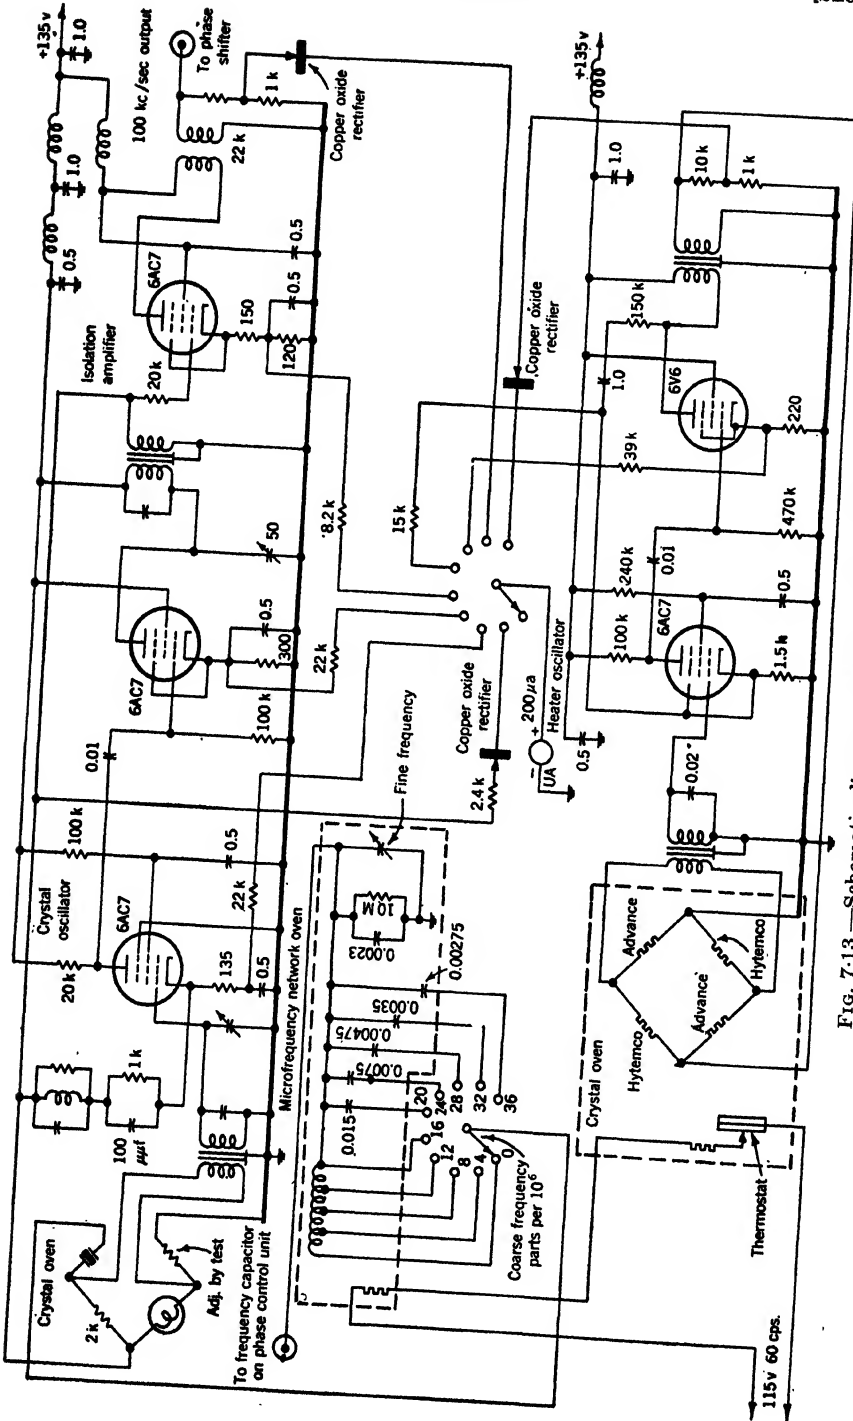 +135v
1.0
1.0
0.5
100 kc/sec output
To phase
shifter
1 k
22 k
Copper oxide
rectifier
6AC7
Isolation
amplifier
20 k
150
120
0.5
0.5
50
6AC7
0.5
300
0.01
100 k
22 k
8.2 k
15 k
100 k
Crystal
oscillator
6AC7
20 k
0.5
135
0.5
22 k
1 k
100
μμf
Crystal oven
2 k
Adj. by test
To frequency capacitor
on phase control unit
Microfrequency network oven
Fine frequency
10 M
0.0023
0.00275
0.0035
0.00475
0.0075
0.015
0
4
8
12
16
20
24
28
32
36
Coarse frequency
parts per 10⁶
2.4 k
Copper oxide
rectifier
- + 200 μa
UA
Heater oscillator
0.5
Copper oxide
rectifier
+135 v
1.0
10 k
1 k
150 k
1.0
6V6
39 k
220
470 k
0.01
240 k
100 k
6AC7
0.5
1.5 k
0.02
Crystal oven
Advance
Hytemco
Advance
Hytemco
Thermostat
115 v 60 cps.
FIG. 7·13.—Schematic